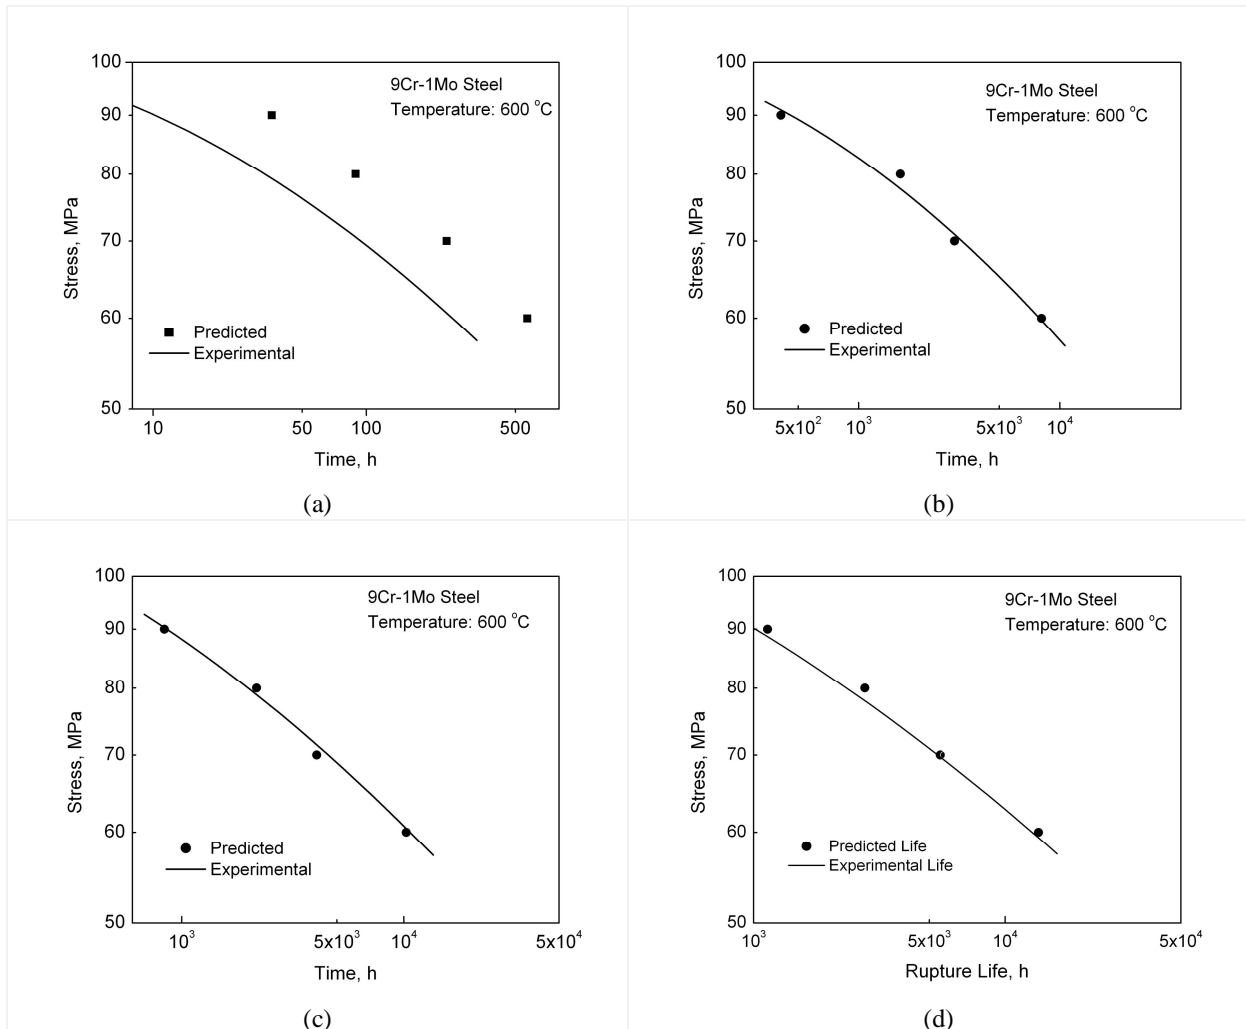 100
90
80
70
60
50
Stress, MPa
9Cr-1Mo Steel
Temperature: 600 °C
Predicted
Experimental
10
50
100
500
Time, h
(a)
100
90
80
70
60
50
Stress, MPa
9Cr-1Mo Steel
Temperature: 600 °C
Predicted
Experimental
5x10²
10³
5x10³
10⁴
Time, h
(b)
100
90
80
70
60
50
Stress, MPa
9Cr-1Mo Steel
Temperature: 600 °C
Predicted
Experimental
10³
5x10³
10⁴
5x10⁴
Time, h
(c)
100
90
80
70
60
50
Stress, MPa
9Cr-1Mo Steel
Temperature: 600 °C
Predicted Life
Experimental Life
10³
5x10³
10⁴
5x10⁴
Rupture Life, h
(d)